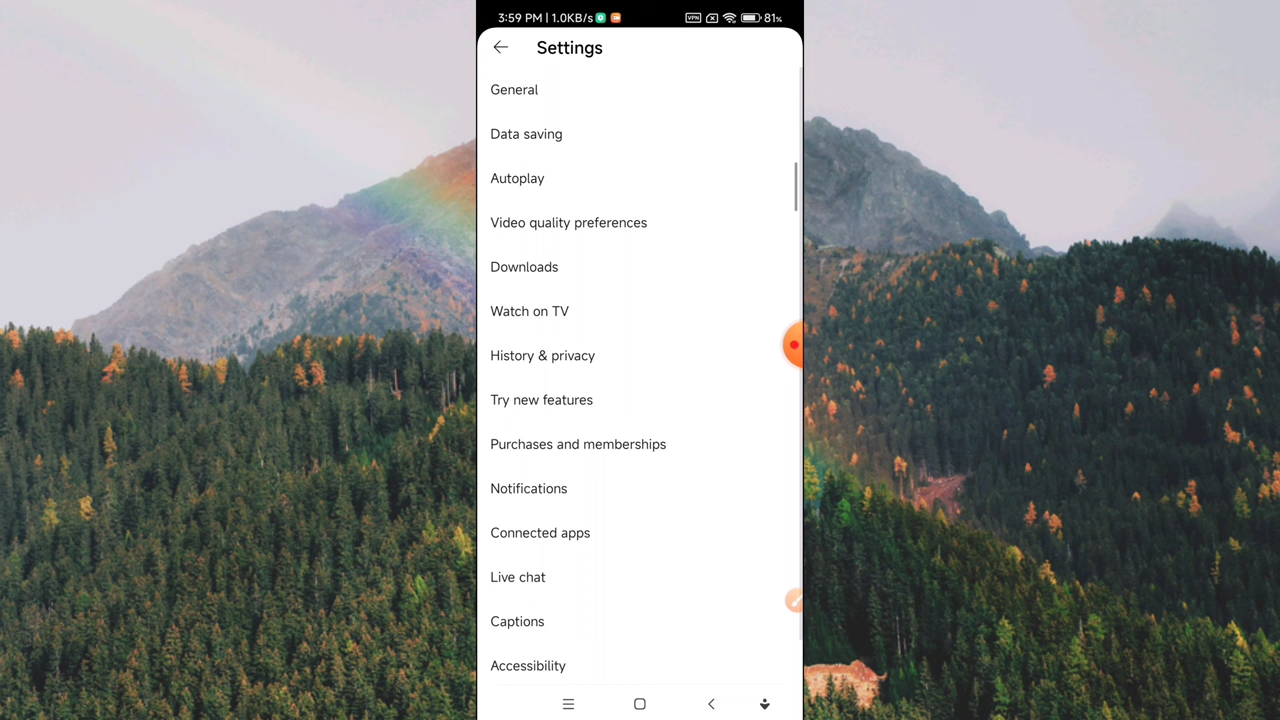 3:59 PM | 1.0KB/s VPN 81%
Settings
General
Data saving
Autoplay
Video quality preferences
Downloads
Watch on TV
History & privacy
Try new features
Purchases and memberships
Notifications
Connected apps
Live chat
Captions
Accessibility